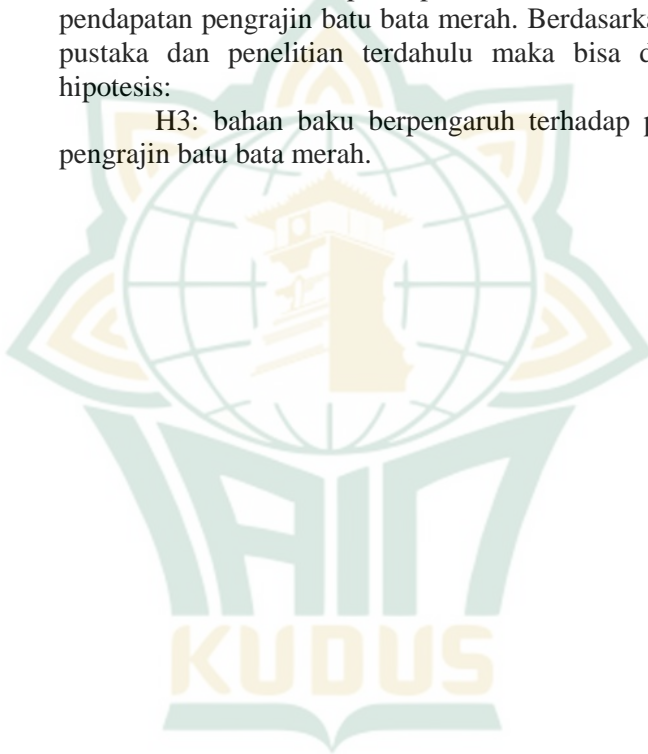 pendapatan pengrajin batu bata merah. Berdasarka
pustaka dan penelitian terdahulu maka bisa d
hipotesis:
H3: bahan baku berpengaruh terhadap p
pengrajin batu bata merah.
IAIN
KUDUS